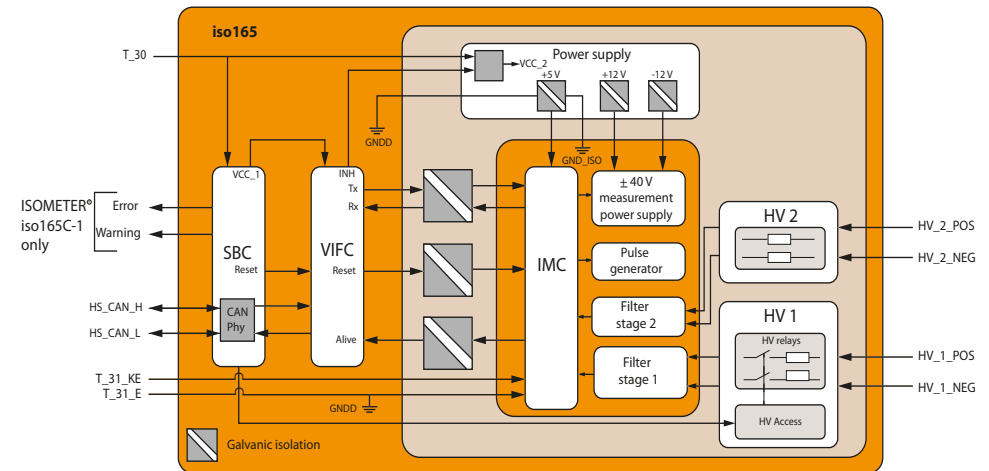 iso165
T_30
Power supply
VCC_2
+5 V
+12 V
-12 V
GNDD
GND_ISO
VCC_1
INH
Tx
Rx
ISOMETER®
iso165C-1
only
Error
Warning
SBC
Reset
VIFC
Reset
Alive
CAN
Phy
IMC
± 40 V
measurement
power supply
Pulse
generator
Filter
stage 2
Filter
stage 1
HV 2
HV_2_POS
HV_2_NEG
HV 1
HV relays
HV Access
HV_1_POS
HV_1_NEG
HS_CAN_H
HS_CAN_L
T_31_KE
T_31_E
GNDD
Galvanic isolation